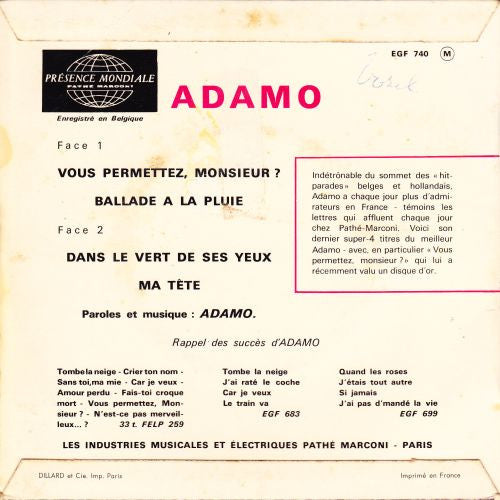 EGF 740 M
PRÉSENCE MONDIALE
PATHÉ MARCONI
Enregistré en Belgique
ADAMO
Face 1
VOUS PERMETTEZ, MONSIEUR ?
BALLADE A LA PLUIE
Face 2
DANS LE VERT DE SES YEUX
MA TÊTE
Paroles et musique : ADAMO.
Indétrônable du sommet des « hit-
parades » belges et hollandais,
Adamo a chaque jour plus d'admi-
rateurs en France - témoins les
lettres qui affluent chaque jour
chez Pathé-Marconi. Voici son
dernier super-4 titres du meilleur
Adamo - avec, en particulier « Vous
permettez, monsieur ? » qui lui a
récemment valu un disque d'or.
Rappel des succès d'ADAMO
Tombe la neige - Crier ton nom -
Sans toi, ma mie - Car je veux -
Amour perdu - Fais-toi croque
mort - Vous permettez, Mon-
sieur ? - N'est-ce pas merveil-
leux... ? 33 t. FELP 259
Tombe la neige
J'ai raté le coche
Car je veux
Le train va
EGF 683
Quand les roses
J'étais tout autre
Si jamais
J'ai pas d'mandé la vie
EGF 699
LES INDUSTRIES MUSICALES ET ÉLECTRIQUES PATHÉ MARCONI - PARIS
DILLARD et Cie. Imp. Paris
Imprimé en France